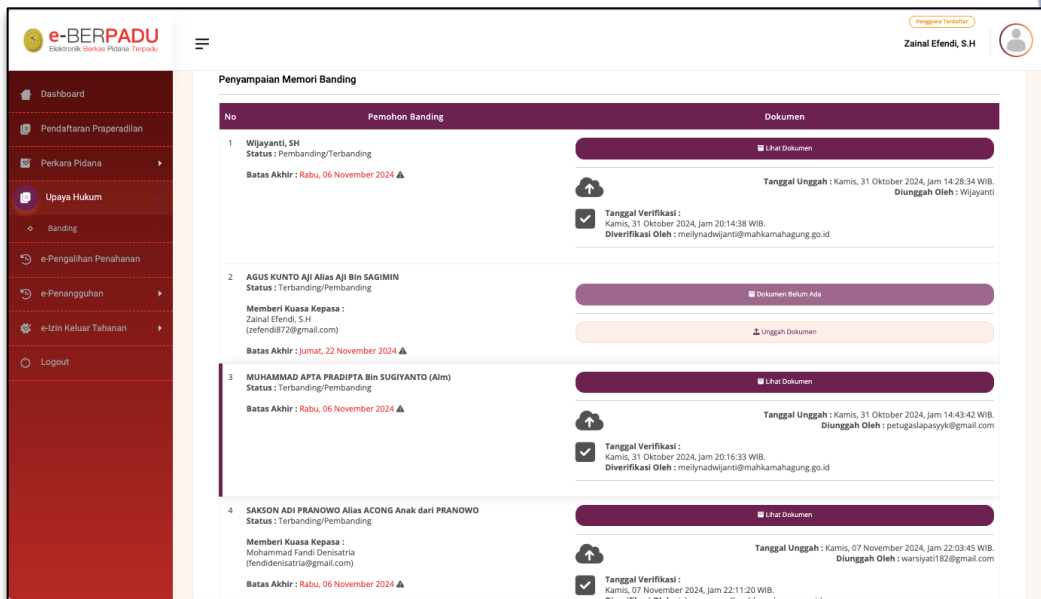 e-BERPADU
Elektronik Berkas Pidana Terpadu
Pengguna Terdaftar
Zainal Efendi, S.H
Dashboard
Pendaftaran Praperadilan
Perkara Pidana
Upaya Hukum
Banding
e-Pengalihan Penahanan
e-Penangguhan
e-Izin Keluar Tahanan
Logout
Penyampaian Memori Banding
No Pemohon Banding Dokumen
1 Wijayanti, SH
Status : Pembanding/Terbanding
Batas Akhir : Rabu, 06 November 2024
Lihat Dokumen
Tanggal Unggah : Kamis, 31 Oktober 2024, Jam 14:28:34 WIB.
Diunggah Oleh : Wijayanti
Tanggal Verifikasi :
Kamis, 31 Oktober 2024, Jam 20:14:38 WIB.
Diverifikasi Oleh : meilynadwijanti@mahkamahagung.go.id
2 AGUS KUNTO AJI Alias AJI Bin SAGIMIN
Status : Terbanding/Pembanding
Memberi Kuasa Kepasa :
Zainal Efendi, S.H
(zefendi872@gmail.com)
Batas Akhir : Jumat, 22 November 2024
Dokumen Belum Ada
Unggah Dokumen
3 MUHAMMAD APTA PRADIPTA Bin SUGIYANTO (Alm)
Status : Terbanding/Pembanding
Batas Akhir : Rabu, 06 November 2024
Lihat Dokumen
Tanggal Unggah : Kamis, 31 Oktober 2024, Jam 14:43:42 WIB.
Diunggah Oleh : petugaslapasyyk@gmail.com
Tanggal Verifikasi :
Kamis, 31 Oktober 2024, Jam 20:16:33 WIB.
Diverifikasi Oleh : meilynadwijanti@mahkamahagung.go.id
4 SAKSON ADI PRANOWO Alias ACONG Anak dari PRANOWO
Status : Terbanding/Pembanding
Memberi Kuasa Kepasa :
Mohammad Fandi Denisatria
(fendidenisatria@gmail.com)
Batas Akhir : Rabu, 06 November 2024
Lihat Dokumen
Tanggal Unggah : Kamis, 07 November 2024, Jam 22:03:45 WIB.
Diunggah Oleh : warsiyati182@gmail.com
Tanggal Verifikasi :
Kamis, 07 November 2024, Jam 22:11:20 WIB.